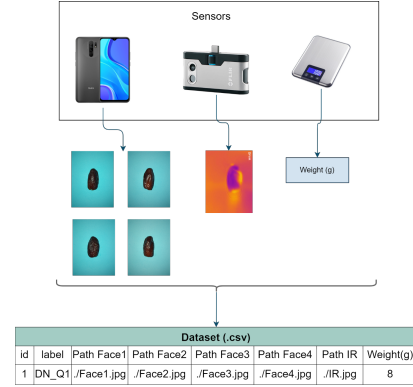 Sensors
Weight (g)
Dataset (.csv)
id label Path Face1 Path Face2 Path Face3 Path Face4 Path IR Weight(g)
1 DN_Q1 ./Face1.jpg ./Face2.jpg ./Face3.jpg ./Face4.jpg ./IR.jpg 8